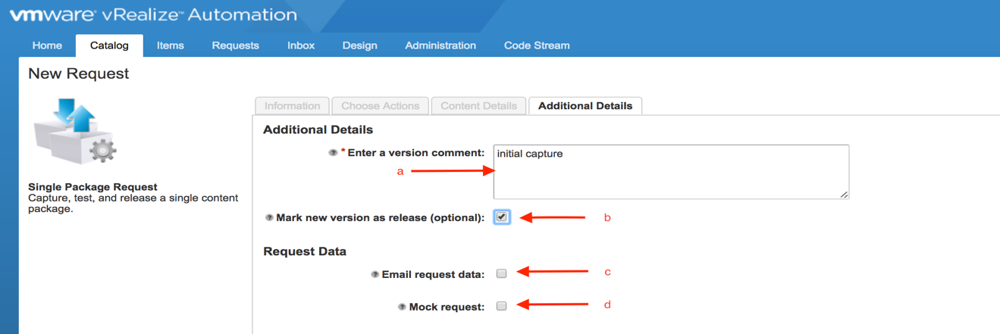 vmware® vRealize™ Automation
Home Catalog Items Requests Inbox Design Administration Code Stream
New Request
Information Choose Actions Content Details Additional Details
Additional Details
? * Enter a version comment: initial capture
a
Single Package Request
Capture, test, and release a single content
package.
? Mark new version as release (optional): b
Request Data
? Email request data: c
? Mock request: d